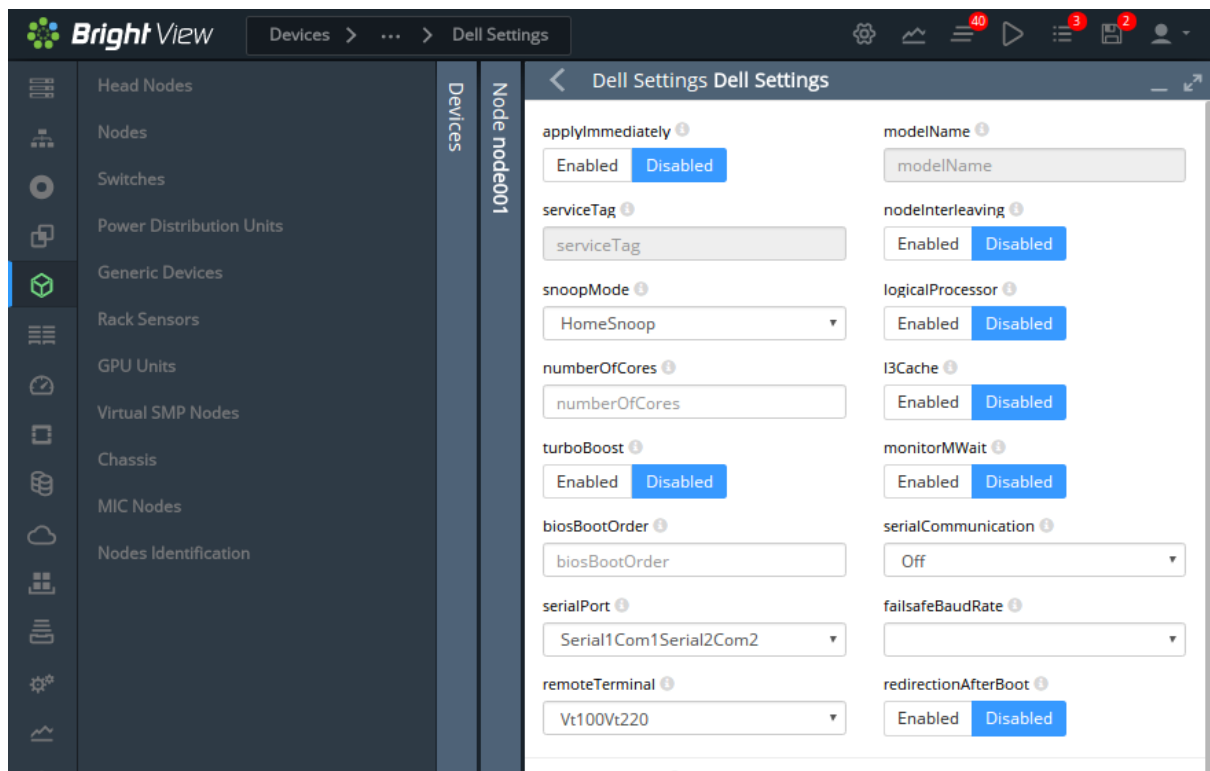 Bright View
Devices > ... > Dell Settings
40
3
2
Head Nodes
Nodes
Switches
Power Distribution Units
Generic Devices
Rack Sensors
GPU Units
Virtual SMP Nodes
Chassis
MIC Nodes
Nodes Identification
Devices
Node node001
Dell Settings Dell Settings
applyImmediately
Enabled Disabled
modelName
modelName
serviceTag
serviceTag
nodeInterleaving
Enabled Disabled
snoopMode
HomeSnoop
logicalProcessor
Enabled Disabled
numberOfCores
numberOfCores
l3Cache
Enabled Disabled
turboBoost
Enabled Disabled
monitorMWait
Enabled Disabled
biosBootOrder
biosBootOrder
serialCommunication
Off
serialPort
Serial1Com1Serial2Com2
failsafeBaudRate
remoteTerminal
Vt100Vt220
redirectionAfterBoot
Enabled Disabled